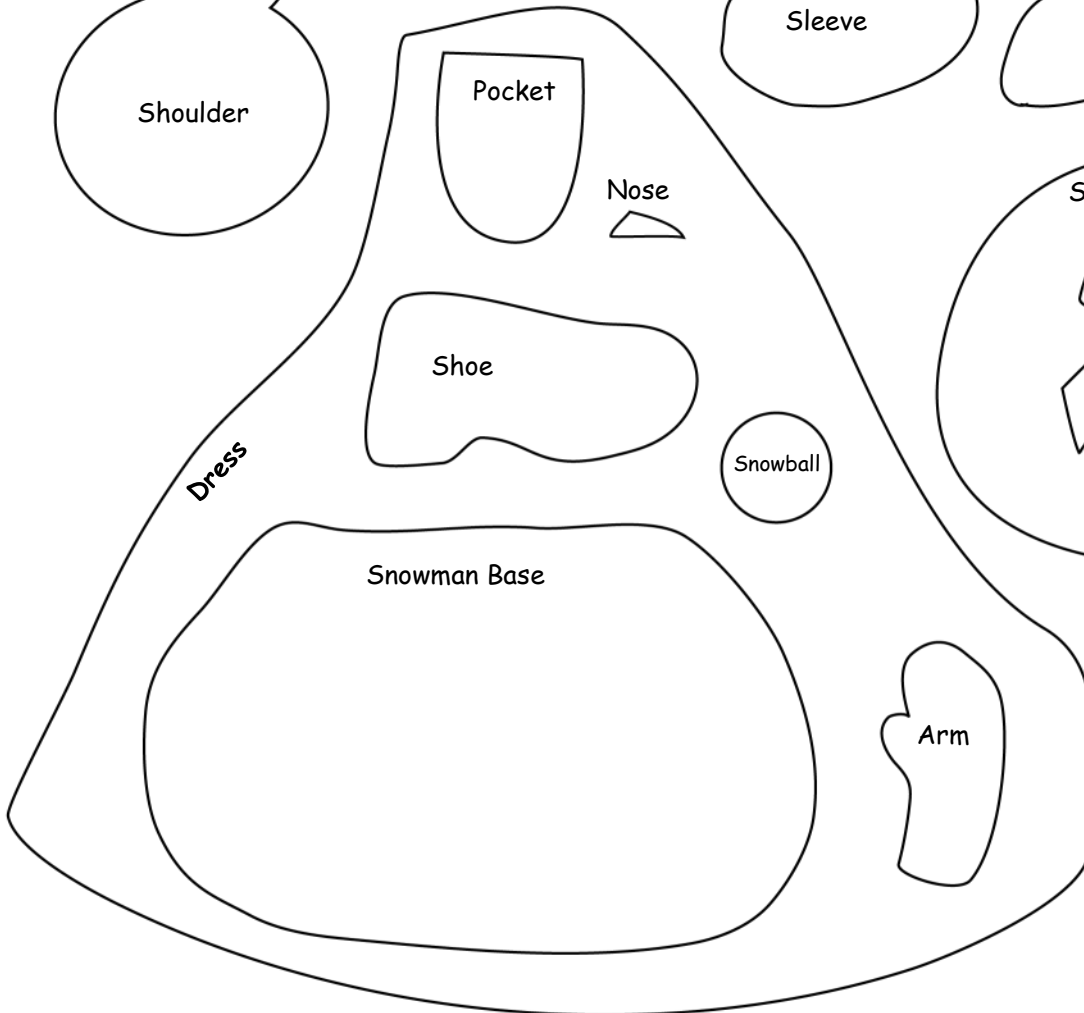 Sleeve
Shoulder
Pocket
Nose
Shoe
Dress
Snowball
Snowman Base
Arm